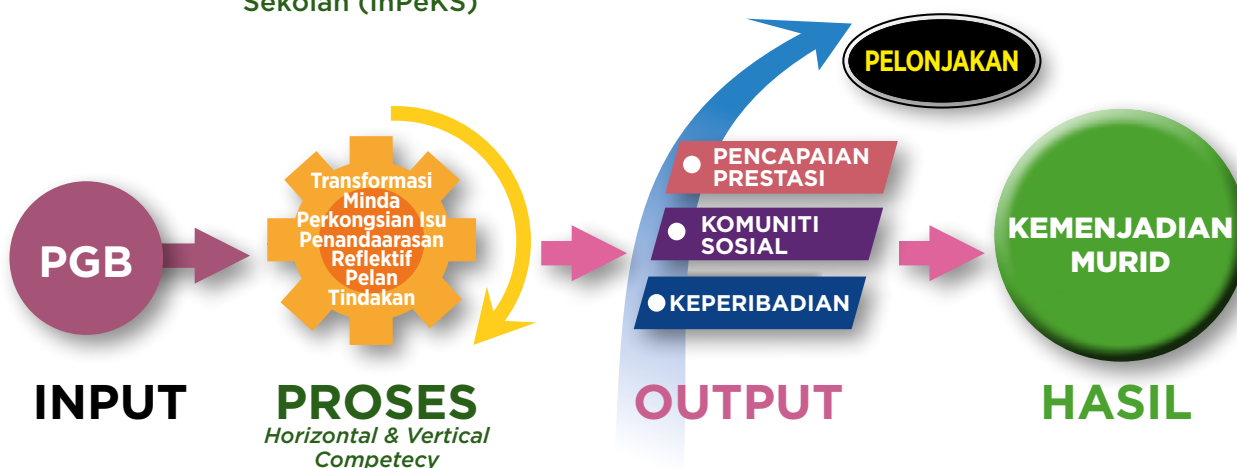 Sekolah (InPeKS)
PELONJAKAN
PGB
Transformasi
Minda
Perkongsian Isu
Penandaarasan
Reflektif
Pelan
Tindakan
PENCAPAIAN
PRESTASI
KOMUNITI
SOSIAL
KEPERIBADIAN
KEMENJADIAN
MURID
INPUT
PROSES
Horizontal & Vertical
Competecy
OUTPUT
HASIL